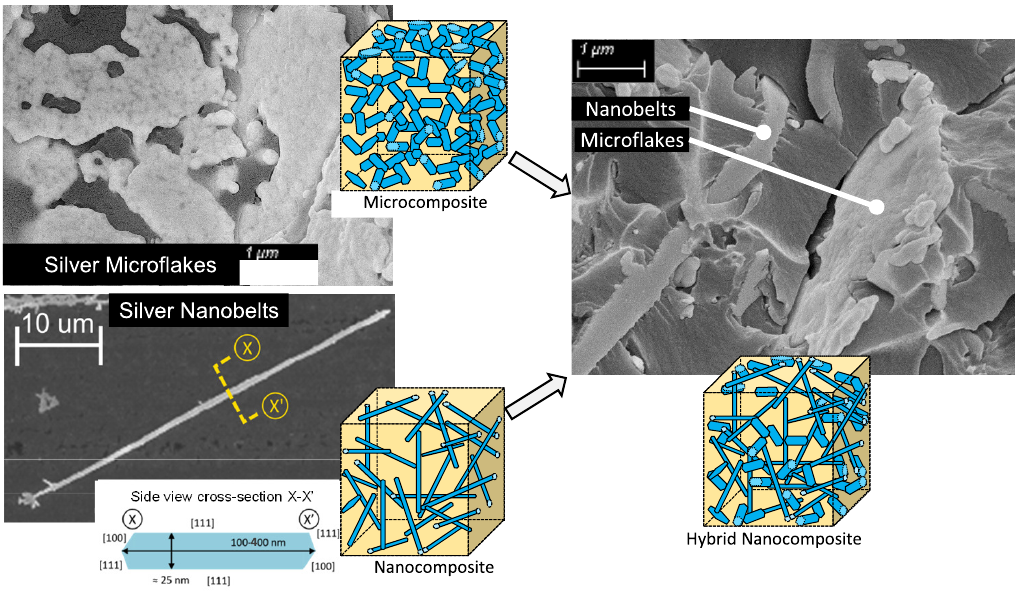 1 µm
Silver Microflakes
Microcomposite
1 µm
Nanobelts
Microflakes
Silver Nanobelts
10 um
X
X'
Side view cross-section X-X'
X
X'
[111]
[100]
[111]
100-400 nm
[111]
[100]
≈ 25 nm
[111]
Nanocomposite
Hybrid Nanocomposite